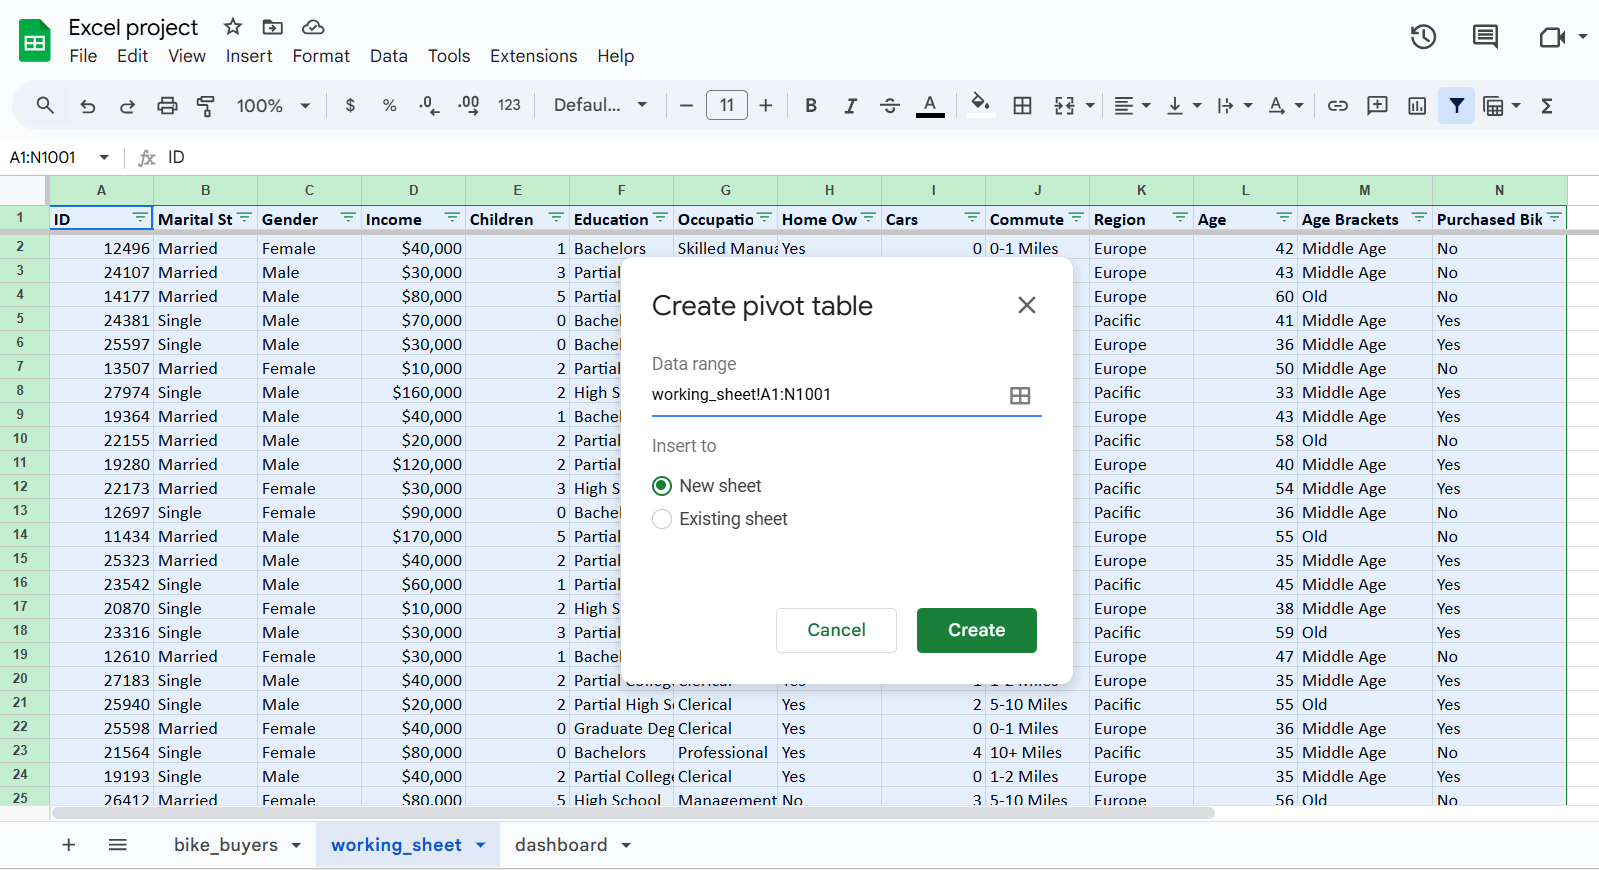 Excel project
File Edit View Insert Format Data Tools Extensions Help
100% $ % .0 .00 123 Defaul... 11 B I A A Σ
A1:N1001 fx ID
A B C D E F G H I J K L M N
1 ID Marital St Gender Income Children Education Occupatio Home Ow Cars Commute Region Age Age Brackets Purchased Bik
2 12496 Married Female $40,000 1 Bachelors Skilled Manua Yes 0 0-1 Miles Europe 42 Middle Age No
3 24107 Married Male $30,000 3 Partial Europe 43 Middle Age No
4 14177 Married Male $80,000 5 Partial Europe 60 Old No
5 24381 Single Male $70,000 0 Bachel Pacific 41 Middle Age Yes
6 25597 Single Male $30,000 0 Bachel Europe 36 Middle Age Yes
7 13507 Married Female $10,000 2 Partial Europe 50 Middle Age No
8 27974 Single Male $160,000 2 High S Pacific 33 Middle Age Yes
9 19364 Married Male $40,000 1 Bachel Europe 43 Middle Age Yes
10 22155 Married Male $20,000 2 Partial Pacific 58 Old No
11 19280 Married Male $120,000 2 Partial Europe 40 Middle Age Yes
12 22173 Married Female $30,000 3 High S Pacific 54 Middle Age Yes
13 12697 Single Female $90,000 0 Bachel Pacific 36 Middle Age No
14 11434 Married Male $170,000 5 Partial Europe 55 Old No
15 25323 Married Male $40,000 2 Partial Europe 35 Middle Age Yes
16 23542 Single Male $60,000 1 Partial Pacific 45 Middle Age Yes
17 20870 Single Female $10,000 2 High S Europe 38 Middle Age Yes
18 23316 Single Male $30,000 3 Partial Pacific 59 Old Yes
19 12610 Married Female $30,000 1 Bachel Europe 47 Middle Age No
20 27183 Single Male $40,000 2 Partial Europe 35 Middle Age Yes
21 25940 Single Male $20,000 2 Partial High S Clerical Yes 2 5-10 Miles Pacific 55 Old Yes
22 25598 Married Female $40,000 0 Graduate Deg Clerical Yes 0 0-1 Miles Europe 36 Middle Age Yes
23 21564 Single Female $80,000 0 Bachelors Professional Yes 4 10+ Miles Pacific 35 Middle Age No
24 19193 Single Male $40,000 2 Partial College Clerical Yes 0 1-2 Miles Europe 35 Middle Age Yes
25 26412 Married Female $80,000 5 High School Management No 3 5-10 Miles Europe 56 Old No
Create pivot table
Data range
working_sheet!A1:N1001
Insert to
New sheet
Existing sheet
Cancel Create
bike_buyers working_sheet dashboard